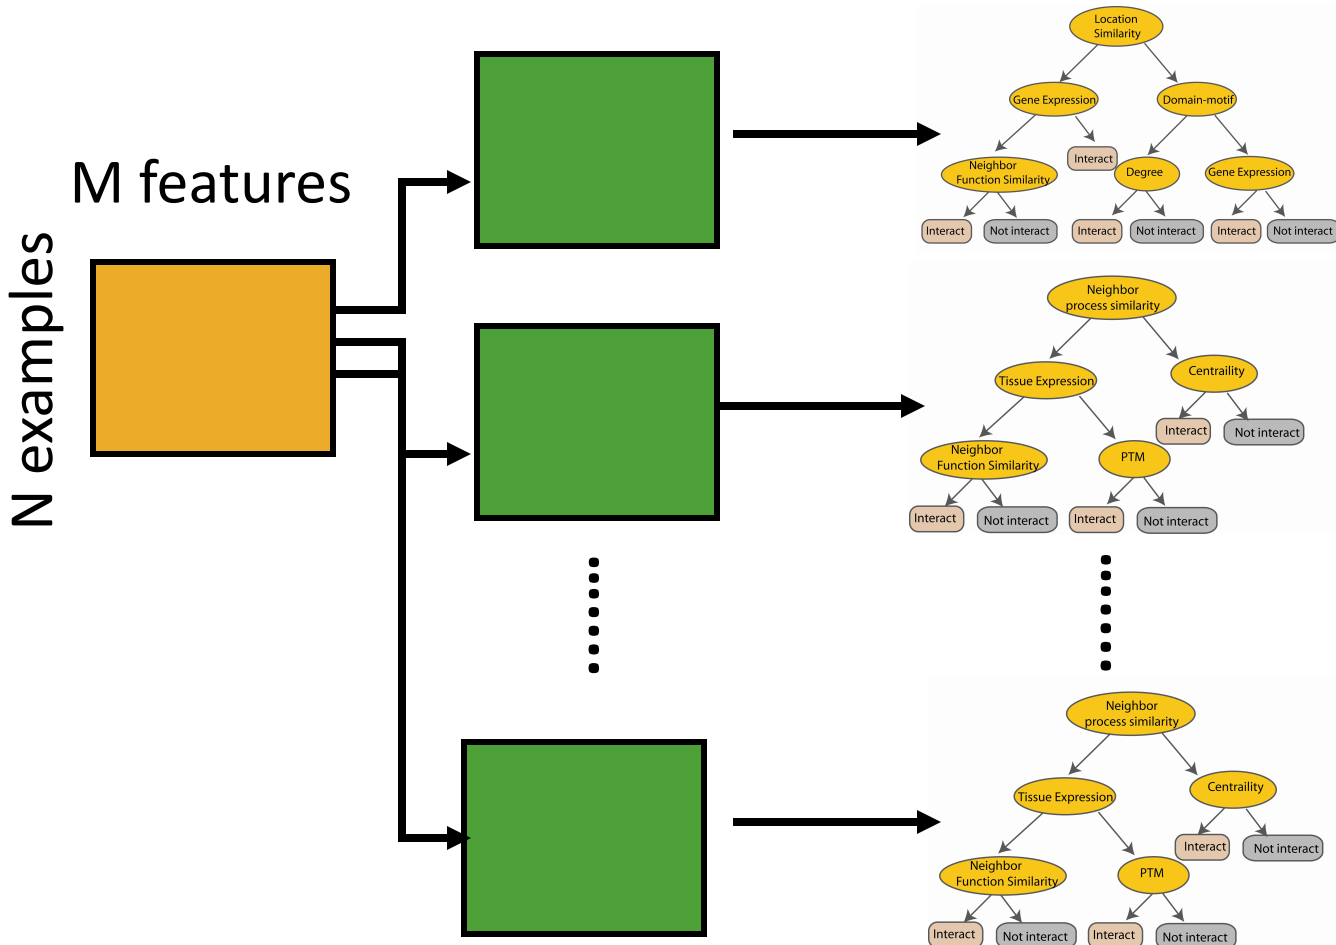 M features
N examples
Location
Similarity
Gene Expression
Domain-motif
Interact
Neighbor
Function Similarity
Degree
Gene Expression
Interact
Not interact
Interact
Not interact
Interact
Not interact
Neighbor
process similarity
Tissue Expression
Centraility
Interact
Not interact
Neighbor
Function Similarity
PTM
Interact
Not interact
Interact
Not interact
Neighbor
process similarity
Tissue Expression
Centraility
Interact
Not interact
Neighbor
Function Similarity
PTM
Interact
Not interact
Interact
Not interact